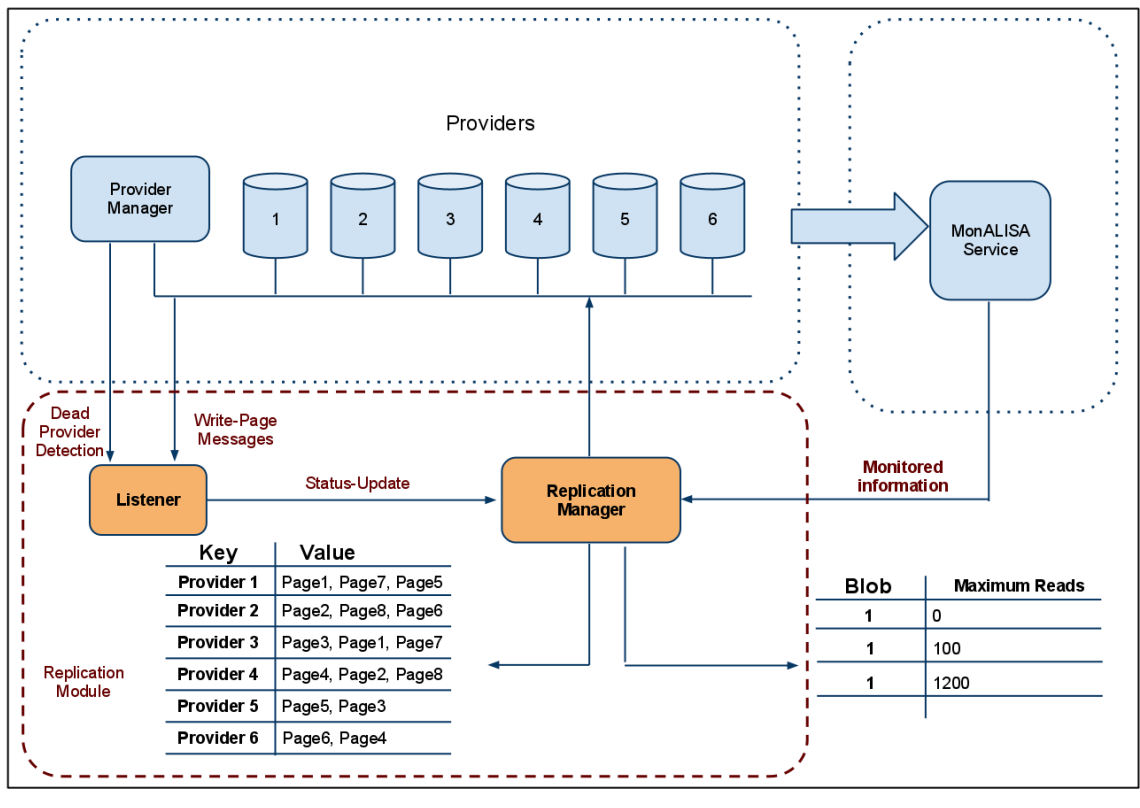 Providers
Provider
Manager
1
2
3
4
5
6
MonALISA
Service
Dead
Provider
Detection
Write-Page
Messages
Listener
Status-Update
Replication
Manager
Monitored
information
Key Value
Provider 1 Page1, Page7, Page5
Provider 2 Page2, Page8, Page6
Provider 3 Page3, Page1, Page7
Provider 4 Page4, Page2, Page8
Provider 5 Page5, Page3
Provider 6 Page6, Page4
Replication
Module
Blob Maximum Reads
1 0
1 100
1 1200